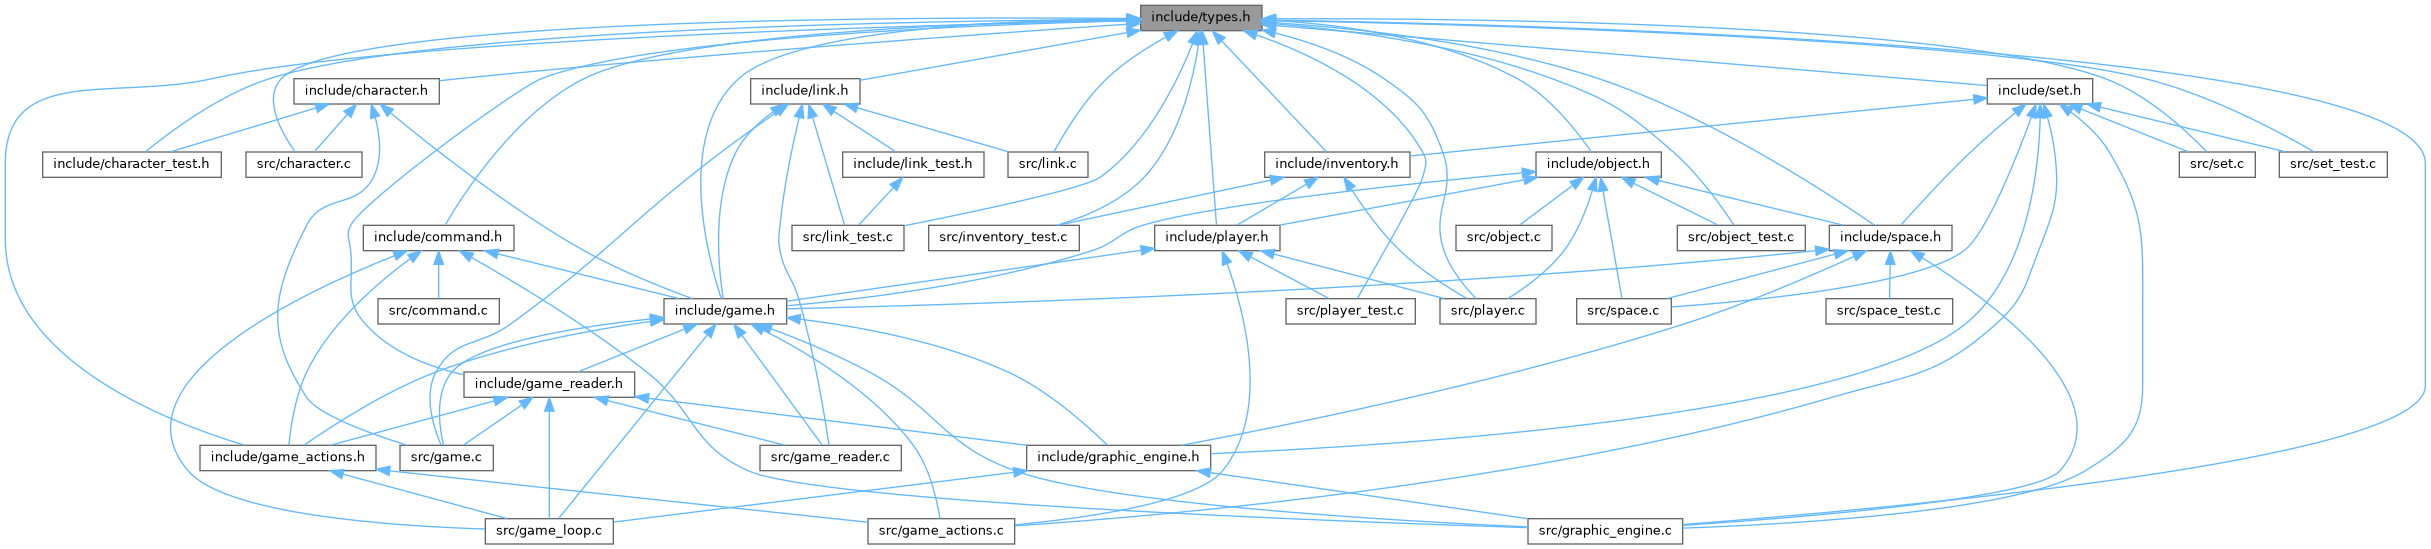 include/types.h
include/character.h
include/link.h
include/set.h
include/character_test.h
src/character.c
include/link_test.h
src/link.c
include/inventory.h
include/object.h
src/set.c
src/set_test.c
include/command.h
src/link_test.c
src/inventory_test.c
include/player.h
src/object.c
src/object_test.c
include/space.h
src/command.c
include/game.h
src/player_test.c
src/player.c
src/space.c
src/space_test.c
include/game_reader.h
include/game_actions.h
src/game.c
src/game_reader.c
include/graphic_engine.h
src/game_loop.c
src/game_actions.c
src/graphic_engine.c